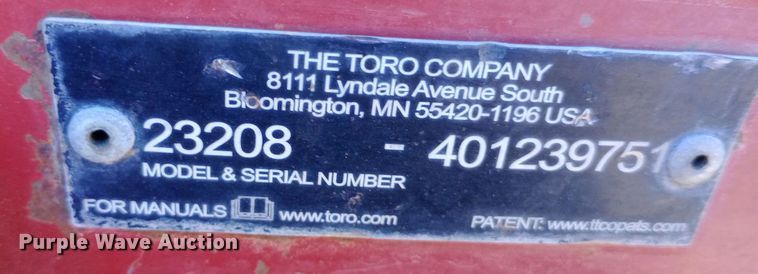 THE TORO COMPANY
8111 Lyndale Avenue South
Bloomington, MN 55420-1196 USA
23208 - 401239751
MODEL & SERIAL NUMBER
FOR MANUALS www.toro.com
PATENT: www.ttcopats.com
Purple Wave Auction